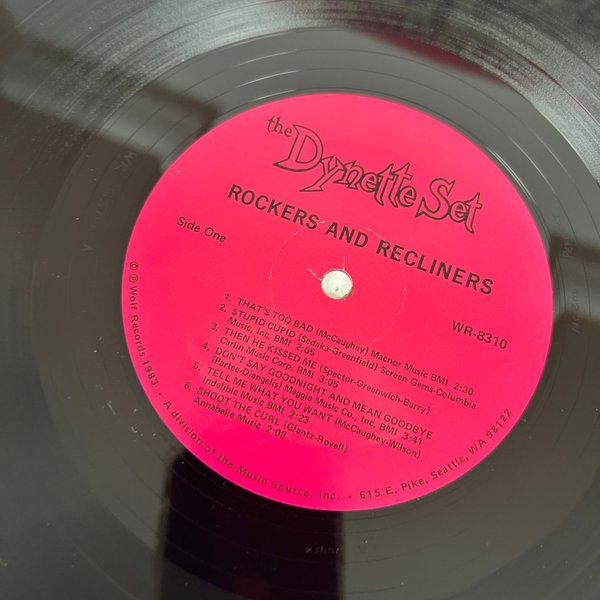 the
Dynette Set
ROCKERS AND RECLINERS
Side One
WR-8310
1. THAT'S TOO BAD (McCaughey) Macnor Music BMI 2:30
2. STUPID CUPID (Sedaka-Greenfield) Screen Gems-Columbia
Music, Inc. BMI 2:05
3. THEN HE KISSED ME (Spector-Greenwich-Barry)
Carlin Music Corp. BMI 3:05
4. DON'T SAY GOODNIGHT AND MEAN GOODBYE
(Partee-Diangelis) Maggie Music Co., Inc. BMI 3:41
5. TELL ME WHAT YOU WANT (McCaughey-Wilson)
Indelible Music BMI 2:23
6. SHOOT THE CURL (Glantz-Rovell)
Annabelle Music 2:08
© ℗ Wolf Records 1983 • A division of the Music Source, Inc. • 615 E. Pike, Seattle, WA 98122